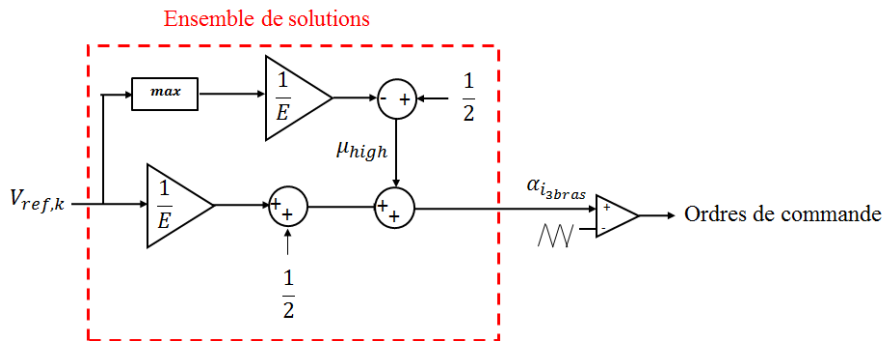 Ensemble de solutions
max
1
E
-
+
1
2
μhigh
Vref,k
1
E
+
+
1
2
+
+
αi3bras
+
-
Ordres de commande